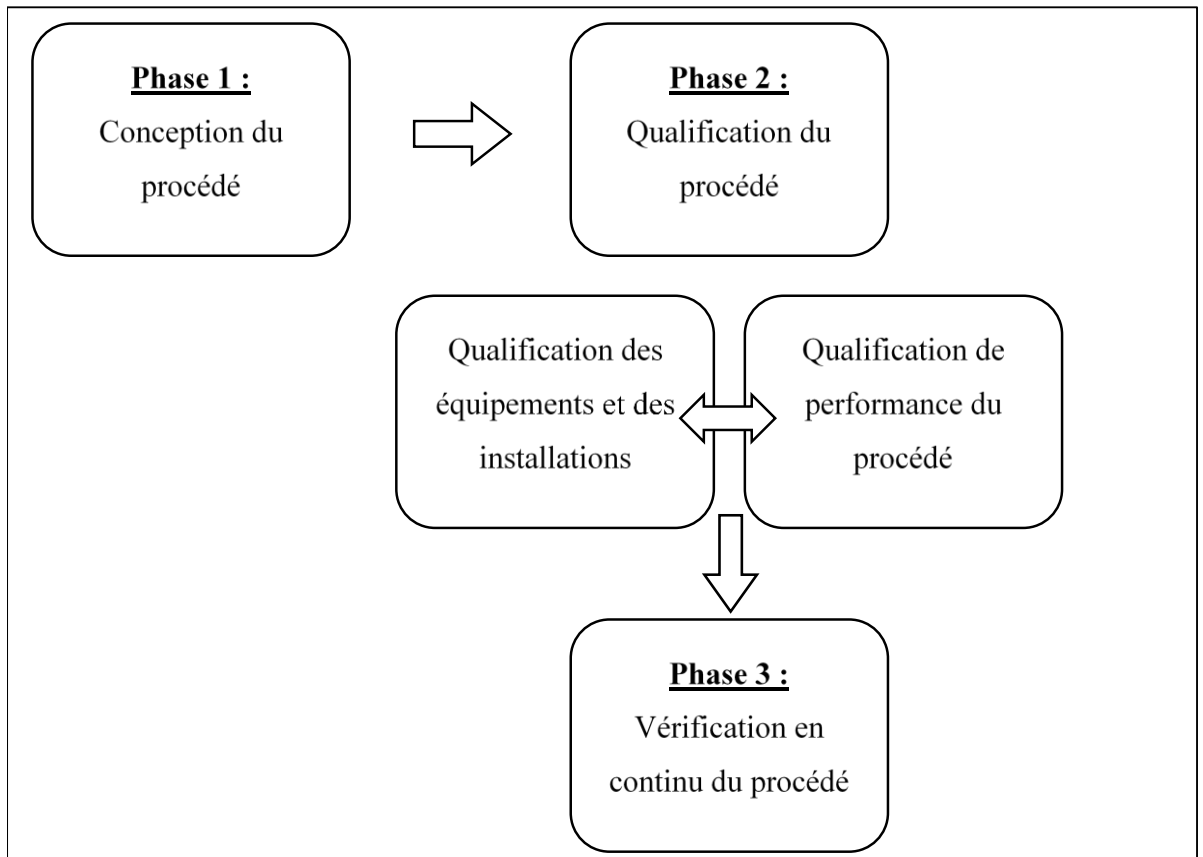 Phase 1 :
Conception du
procédé
Phase 2 :
Qualification du
procédé
Qualification des
équipements et des
installations
Qualification de
performance du
procédé
Phase 3 :
Vérification en
continu du procédé